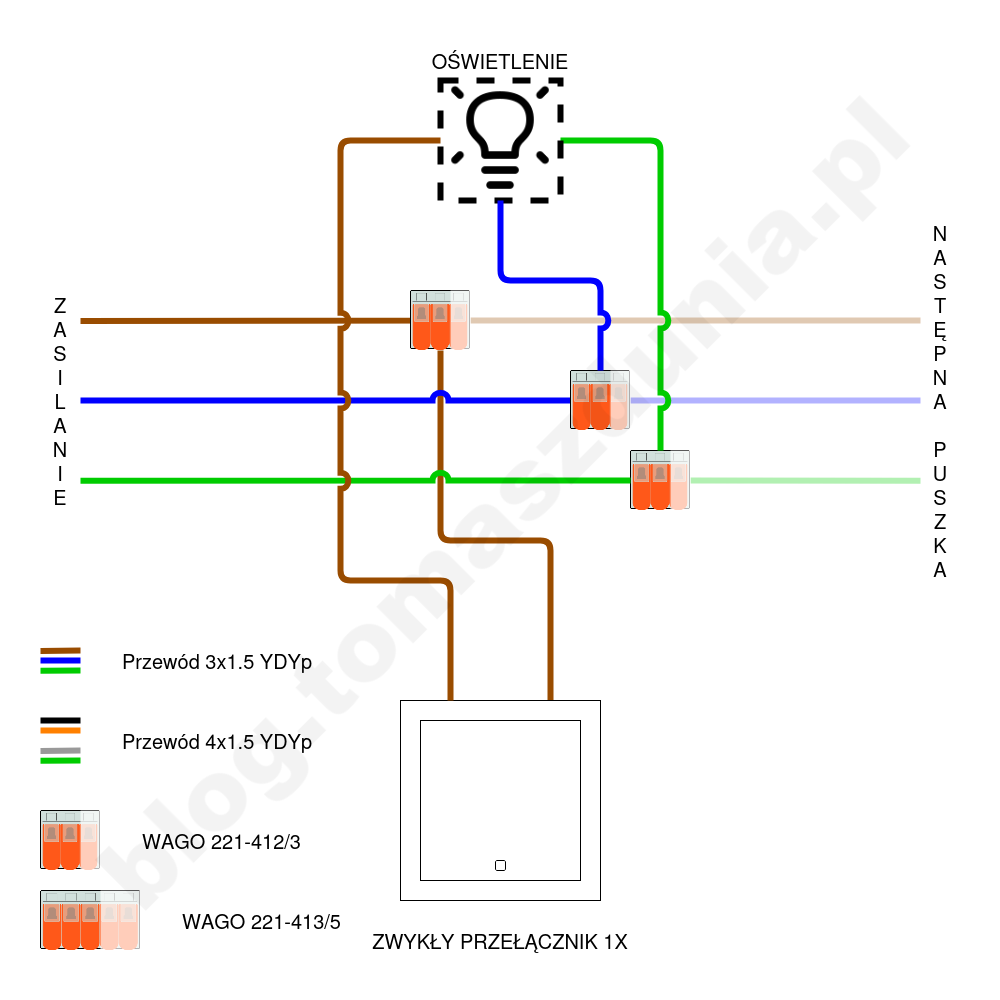 OŚWIETLENIE
ZASILANIE
NASTĘPNA PUSZKA
Przewód 3x1.5 YDYp
Przewód 4x1.5 YDYp
WAGO 221-412/3
WAGO 221-413/5
ZWYKŁY PRZEŁĄCZNIK 1X
blog.tomaszdunia.pl